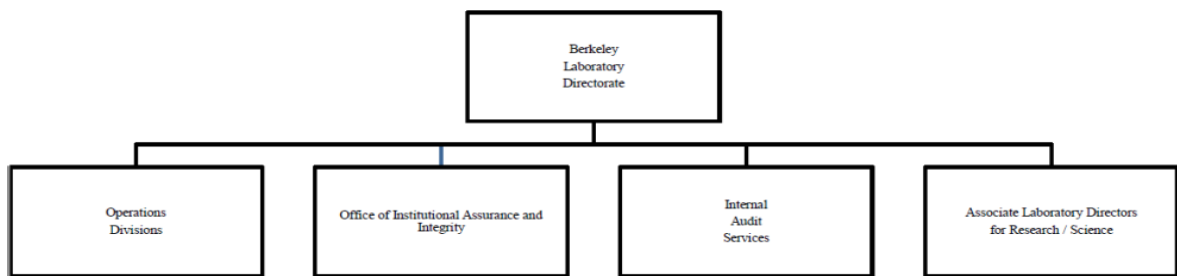 Berkeley
Laboratory
Directorate
Operations
Divisions
Office of Institutional Assurance and
Integrity
Internal
Audit
Services
Associate Laboratory Directors
for Research / Science